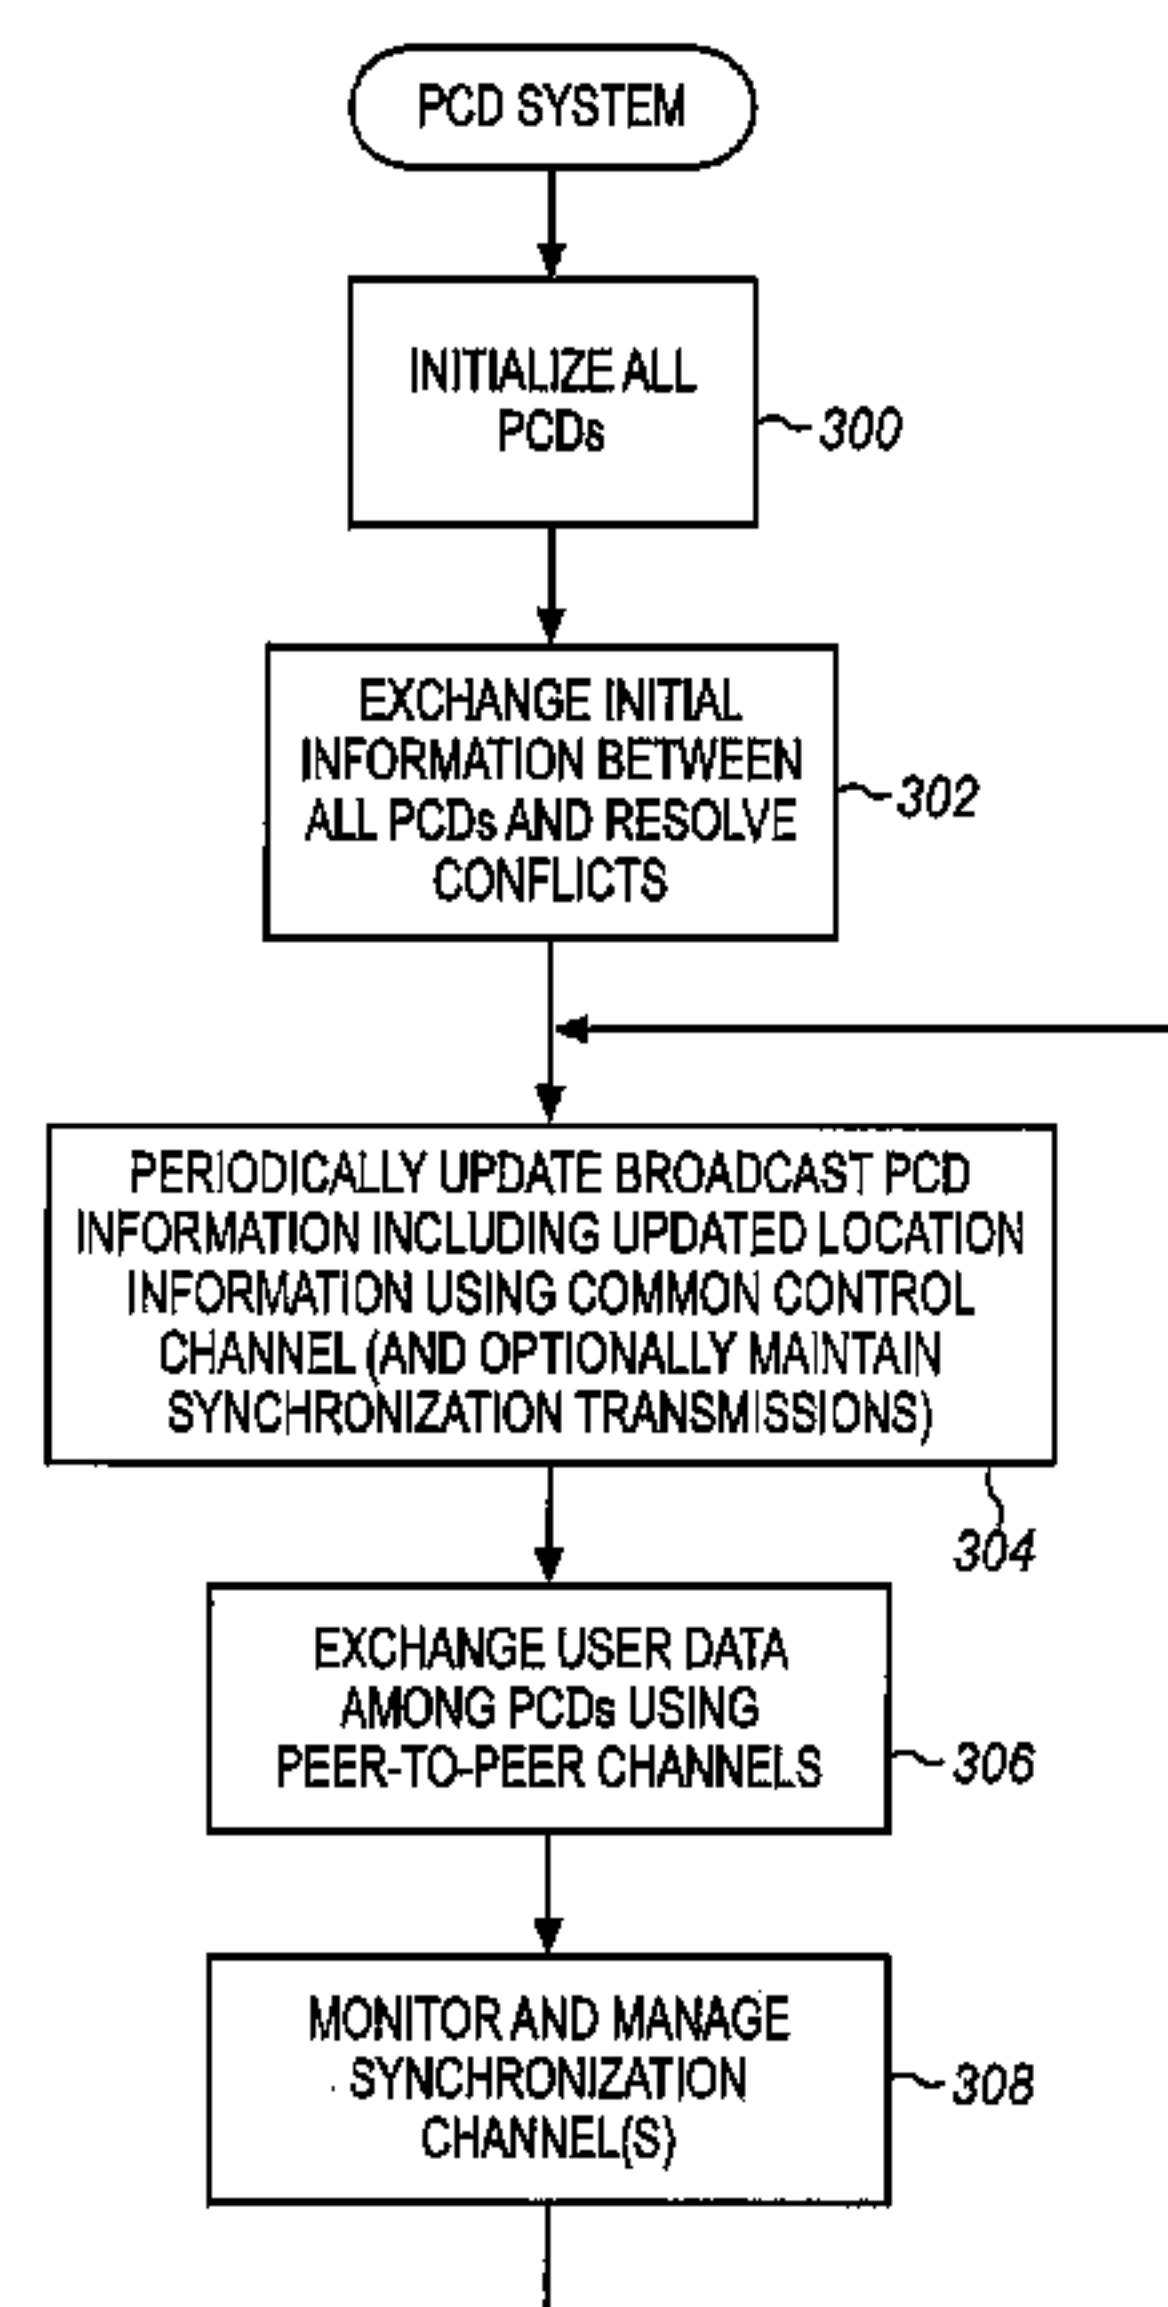 PCD SYSTEM
INITIALIZE ALL
PCDs
300
EXCHANGE INITIAL
INFORMATION BETWEEN
ALL PCDs AND RESOLVE
CONFLICTS
302
PERIODICALLY UPDATE BROADCAST PCD
INFORMATION INCLUDING UPDATED LOCATION
INFORMATION USING COMMON CONTROL
CHANNEL (AND OPTIONALLY MAINTAIN
SYNCHRONIZATION TRANSMISSIONS)
304
EXCHANGE USER DATA
AMONG PCDs USING
PEER-TO-PEER CHANNELS
306
MONITOR AND MANAGE
SYNCHRONIZATION
CHANNEL(S)
308